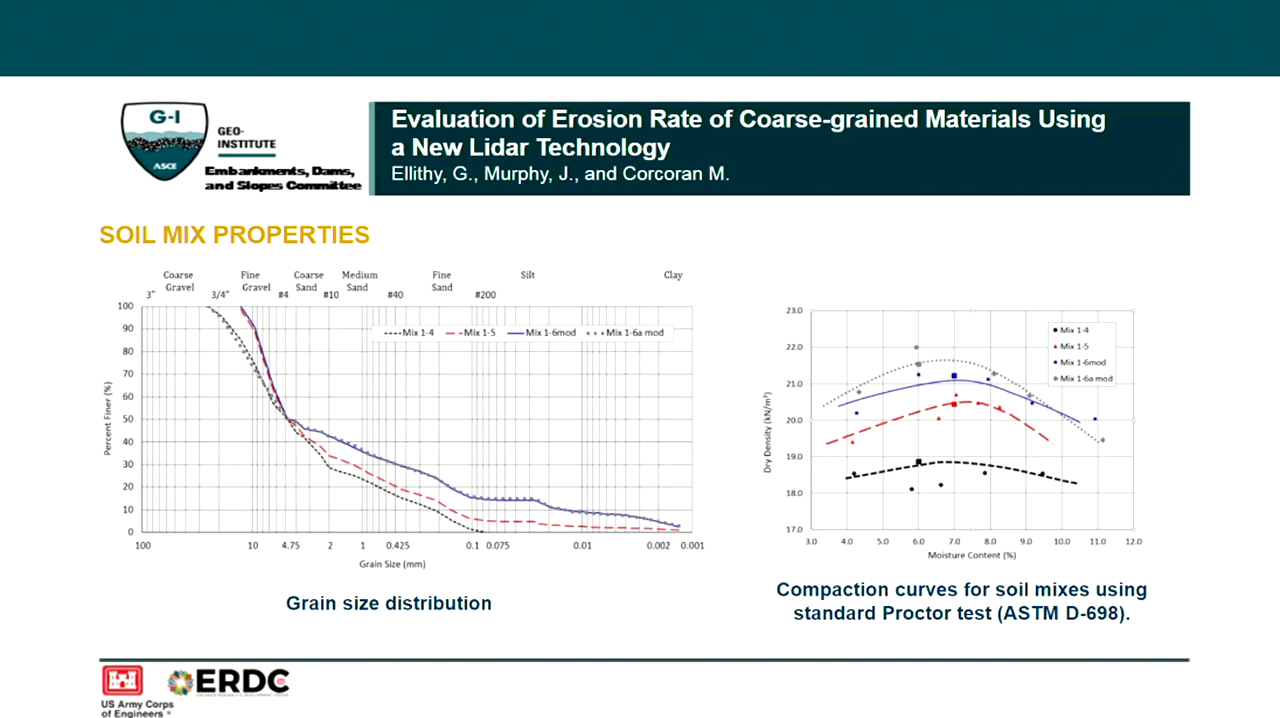 G-I
ASCE
GEO-
INSTITUTE
Embankments, Dams,
and Slopes Committee
Evaluation of Erosion Rate of Coarse-grained Materials Using
a New Lidar Technology
Ellithy, G., Murphy, J., and Corcoran M.
SOIL MIX PROPERTIES
Coarse Fine Coarse Medium Fine Silt Clay
Gravel Gravel Sand Sand Sand
3" 3/4" #4 #10 #40 #200
Percent Finer (%)
100
90
80
70
60
50
40
30
20
10
0
Mix 1-4 Mix 1-5 Mix 1-6mod Mix 1-6a mod
100 10 4.75 2 1 0.425 0.1 0.075 0.01 0.002 0.001
Grain Size (mm)
Grain size distribution
Dry Density (kN/m³)
23.0
22.0
21.0
20.0
19.0
18.0
17.0
Mix 1-4
Mix 1-5
Mix 1-6mod
Mix 1-6a mod
3.0 4.0 5.0 6.0 7.0 8.0 9.0 10.0 11.0 12.0
Moisture Content (%)
Compaction curves for soil mixes using
standard Proctor test (ASTM D-698).
US Army Corps
of Engineers ®
ERDC